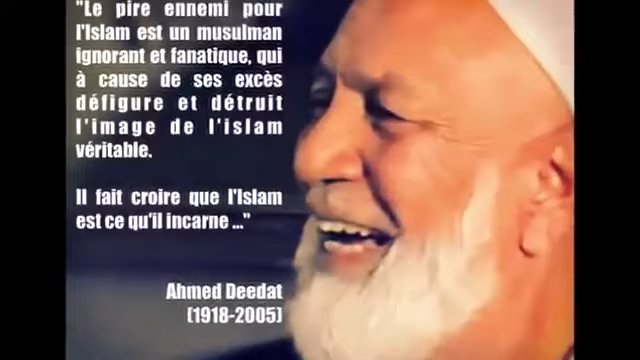 "Le pire ennemi pour
l'Islam est un musulman
ignorant et fanatique, qui
à cause de ses excès
défigure et détruit
l'image de l'islam
véritable.
Il fait croire que l'Islam
est ce qu'il incarne ..."
Ahmed Deedat
(1918-2005)